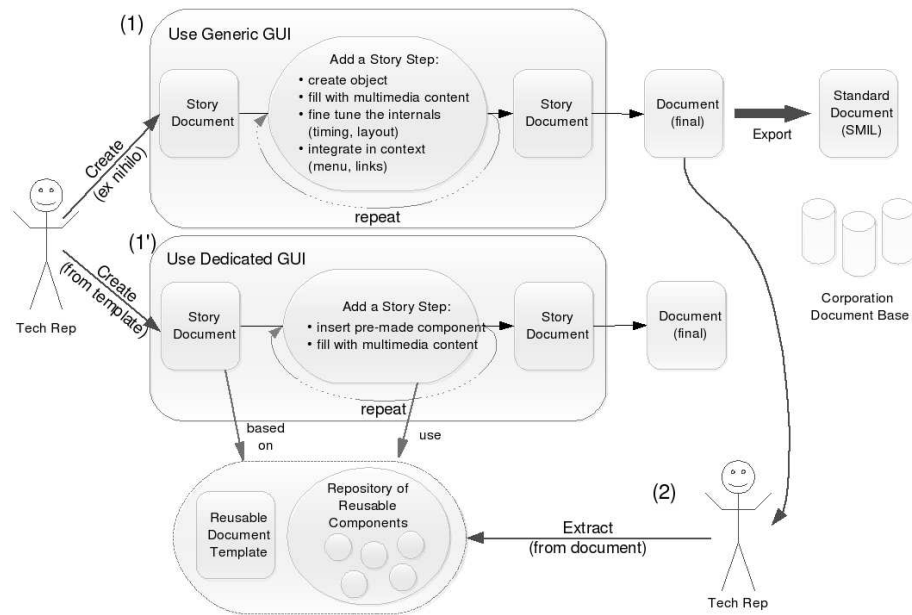 (1)
Use Generic GUI
Story
Document
Add a Story Step:
• create object
• fill with multimedia content
• fine tune the internals
(timing, layout)
• integrate in context
(menu, links)
repeat
Story
Document
Document
(final)
Export
Standard
Document
(SMIL)
Create
(ex nihilo)
Tech Rep
Create
(from template)
(1')
Use Dedicated GUI
Story
Document
Add a Story Step:
• insert pre-made component
• fill with multimedia content
repeat
Story
Document
Document
(final)
Corporation
Document Base
based
on
use
Reusable
Document
Template
Repository of
Reusable
Components
(2)
Extract
(from document)
Tech Rep